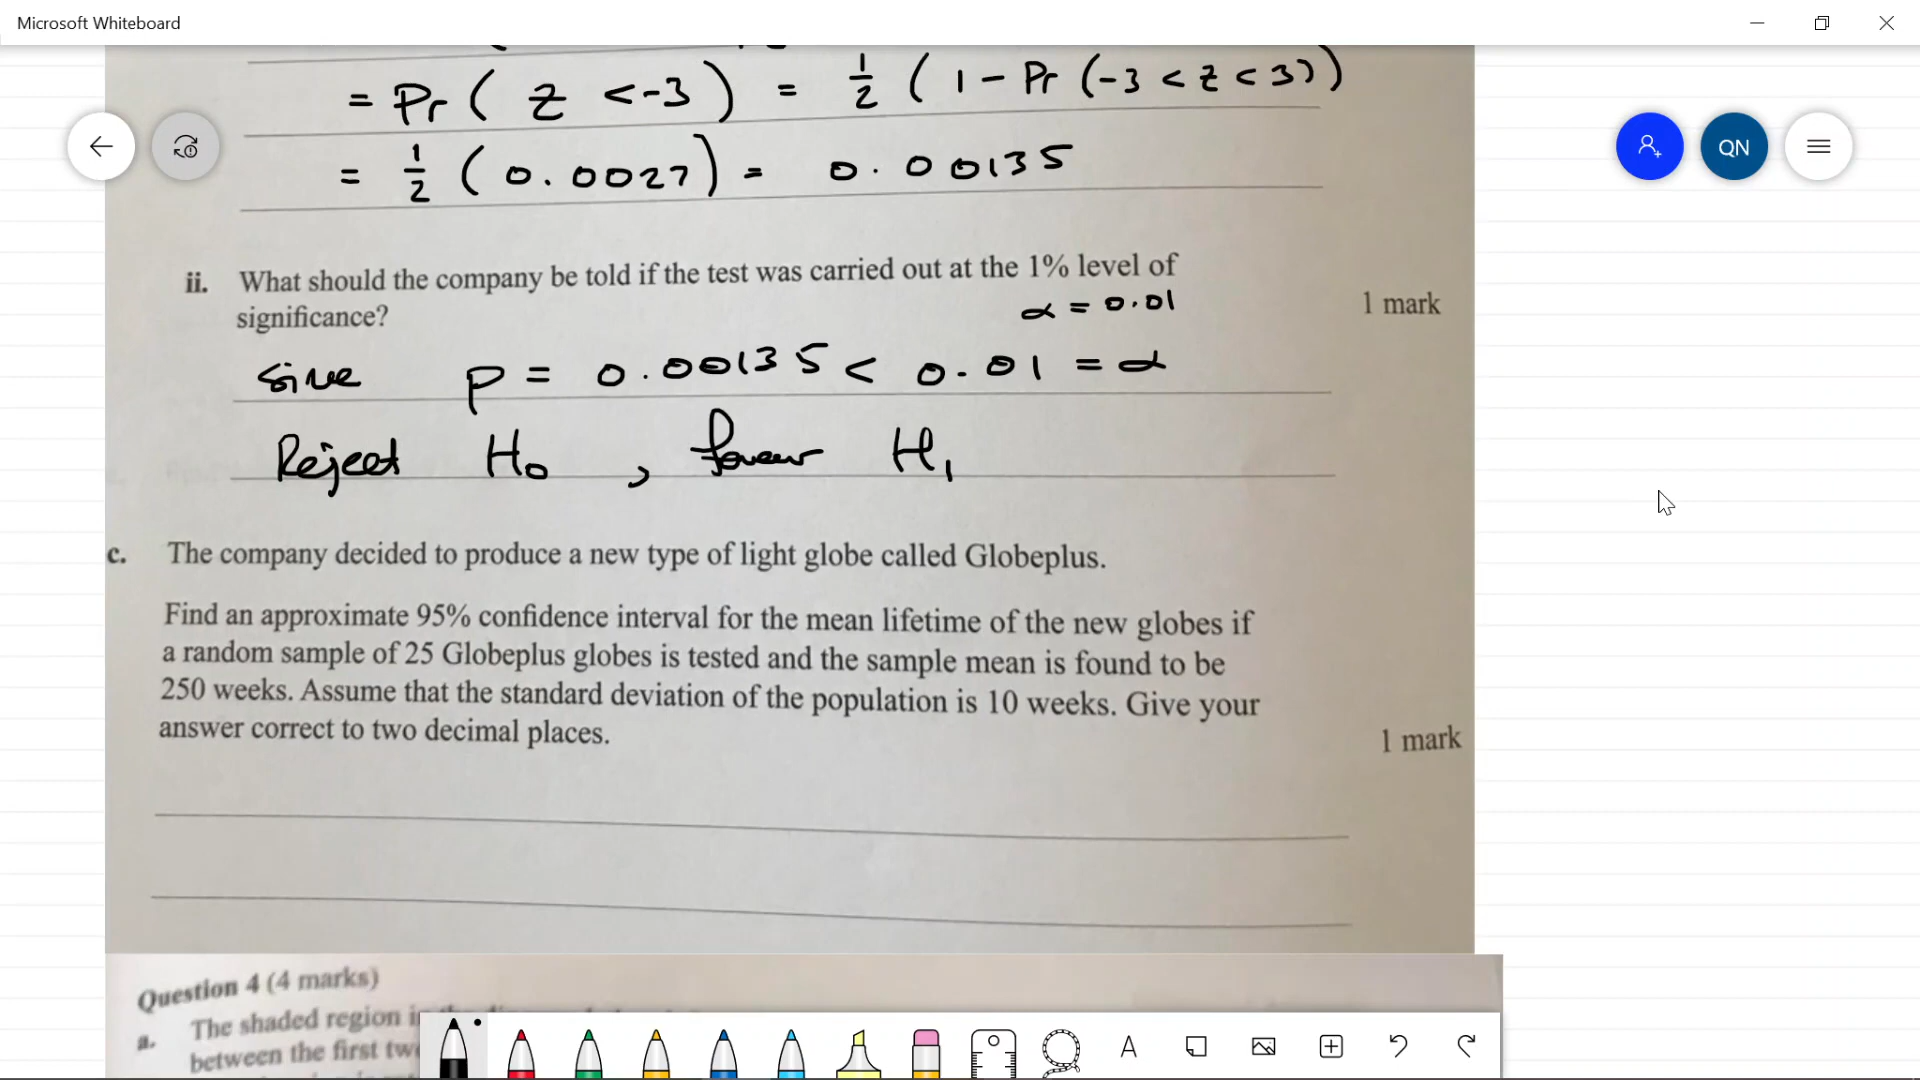 Microsoft Whiteboard
= Pr ( Z < -3 ) = 1/2 ( 1 - Pr (-3 < Z < 3) )
= 1/2 ( 0.0027 ) = 0.00135
ii. What should the company be told if the test was carried out at the 1% level of
significance?
α = 0.01
1 mark
QN
Since p = 0.00135 < 0.01 = α
Reject H0 , favour H1
c. The company decided to produce a new type of light globe called Globeplus.
Find an approximate 95% confidence interval for the mean lifetime of the new globes if
a random sample of 25 Globeplus globes is tested and the sample mean is found to be
250 weeks. Assume that the standard deviation of the population is 10 weeks. Give your
answer correct to two decimal places.
1 mark
Question 4 (4 marks)
a. The shaded region
between the first